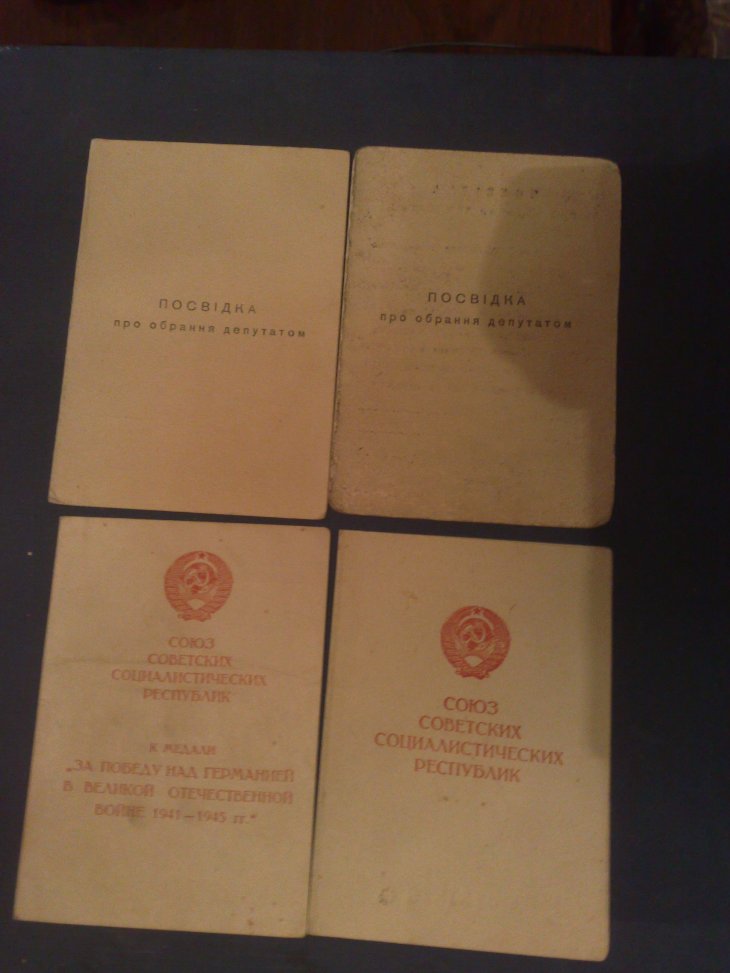 ПОСВІДКА
про обрання депутатом
ПОСВІДКА
про обрання депутатом
СОЮЗ
СОВЕТСКИХ
СОЦИАЛИСТИЧЕСКИХ
РЕСПУБЛИК
К МЕДАЛИ
„ЗА ПОБЕДУ НАД ГЕРМАНИЕЙ
В ВЕЛИКОЙ ОТЕЧЕСТВЕННОЙ
ВОЙНЕ 1941–1945 гг.“
СОЮЗ
СОВЕТСКИХ
СОЦИАЛИСТИЧЕСКИХ
РЕСПУБЛИК